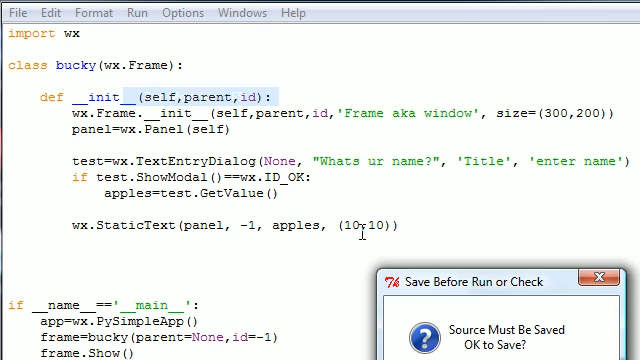 File Edit Format Run Options Windows Help
import wx
class bucky(wx.Frame):
def __init__(self,parent,id):
wx.Frame.__init__(self,parent,id,'Frame aka window', size=(300,200))
panel=wx.Panel(self)
test=wx.TextEntryDialog(None, "Whats ur name?", 'Title', 'enter name')
if test.ShowModal()==wx.ID_OK:
apples=test.GetValue()
wx.StaticText(panel, -1, apples, (10,10))
Save Before Run or Check
if __name__=='__main__':
app=wx.PySimpleApp()
frame=bucky(parent=None,id=-1)
frame.Show()
Source Must Be Saved
OK to Save?